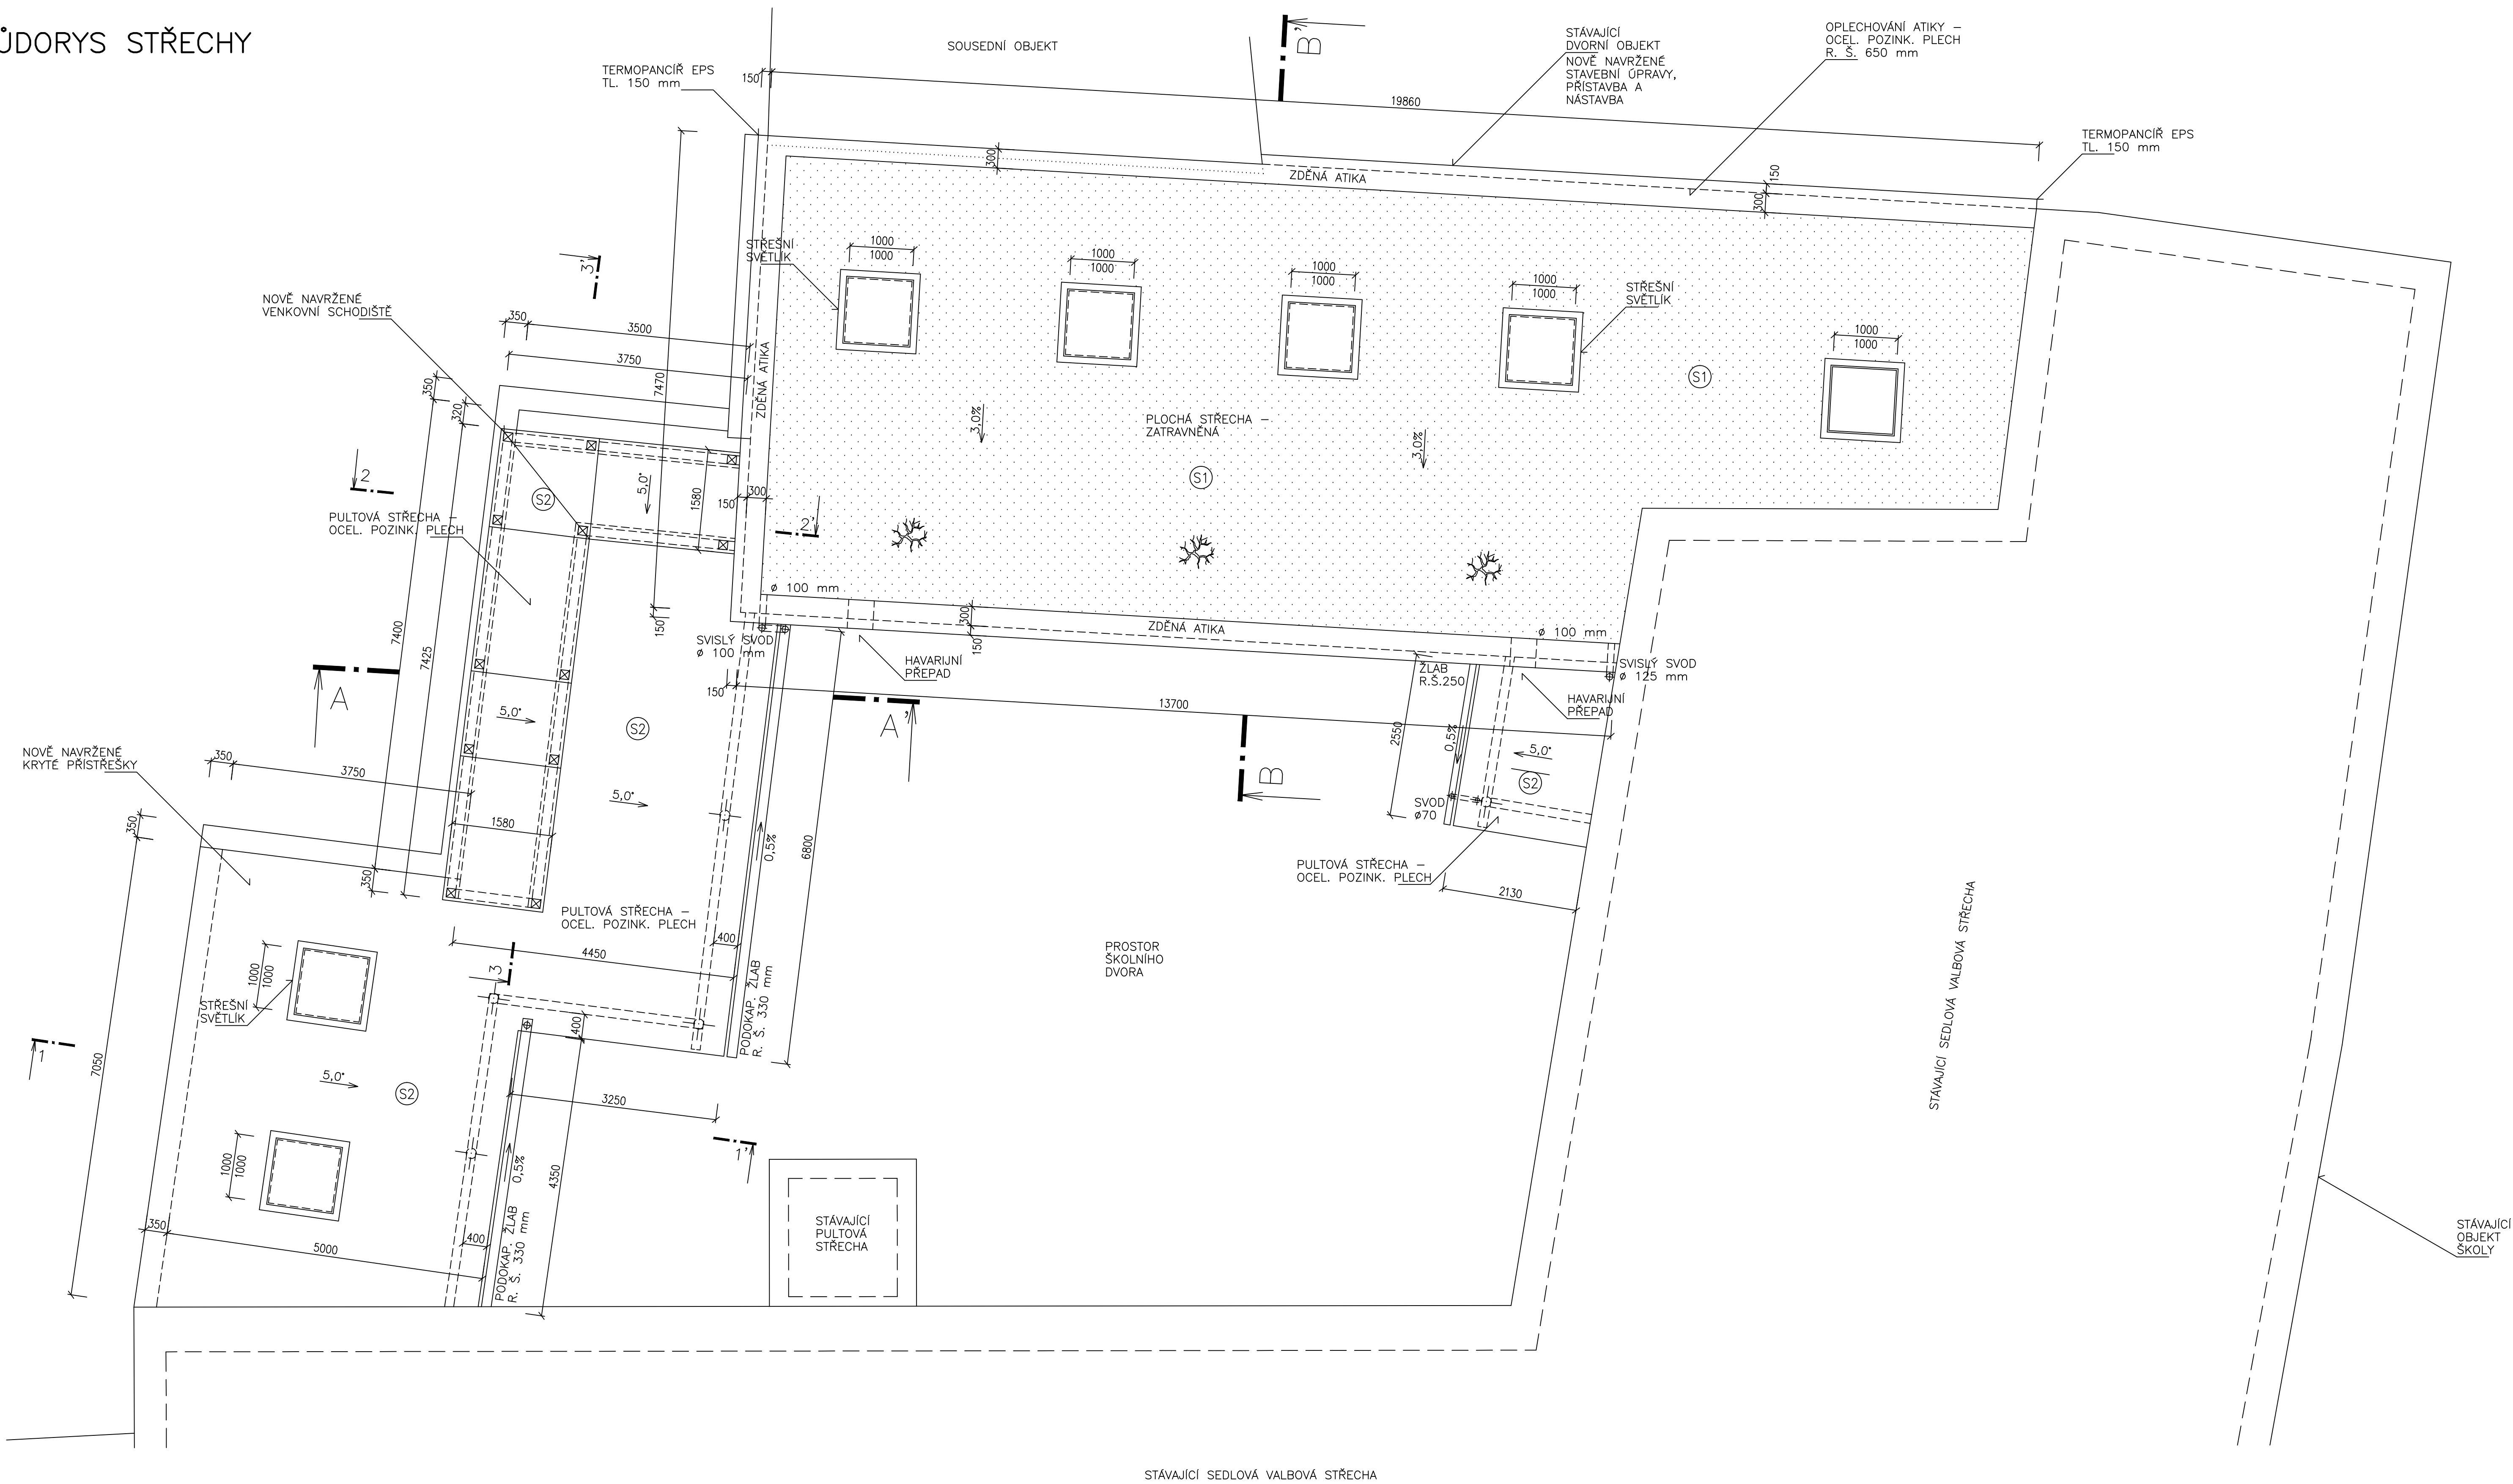 ŮDORYS STŘECHY
SOUSEDNÍ OBJEKT
B'
STÁVAJÍCÍ
DVORNÍ OBJEKT
NOVĚ NAVRŽENÉ
STAVEBNÍ ÚPRAVY,
PŘÍSTAVBA A
NÁSTAVBA
OPLECHOVÁNÍ ATIKY –
OCEL. POZINK. PLECH
R. Š. 650 mm
TERMOPANCÍŘ EPS
TL. 150 mm
150
19860
TERMOPANCÍŘ EPS
TL. 150 mm
300
ZDĚNÁ ATIKA
150
300
STŘEŠNÍ
SVĚTLÍK
1000
1000
1000
1000
1000
1000
1000
1000
1000
1000
STŘEŠNÍ
SVĚTLÍK
3'
NOVĚ NAVRŽENÉ
VENKOVNÍ SCHODIŠTĚ
350
3500
3750
7470
ZDĚNÁ ATIKA
350
320
S1
3,0%
PLOCHÁ STŘECHA –
ZATRAVNĚNÁ
3,0%
S1
2
S2
5,0°
1580
150
300
2'
PULTOVÁ STŘECHA –
OCEL. POZINK. PLECH
ø 100 mm
150
SVISLÝ SVOD
ø 100 mm
300
150
ZDĚNÁ ATIKA
ø 100 mm
7400
7425
HAVARIJNÍ
PŘEPAD
ŽLAB
R.Š.250
SVISLÝ SVOD
ø 125 mm
HAVARIJNÍ
PŘEPAD
A
150
A'
13700
5,0°
S2
2550
0,5%
5,0°
S2
B
NOVĚ NAVRŽENÉ
KRYTÉ PŘÍSTŘEŠKY
350
3750
5,0°
SVOD
ø70
350
1580
0,5%
6800
350
PULTOVÁ STŘECHA –
OCEL. POZINK. PLECH
2130
PULTOVÁ STŘECHA –
OCEL. POZINK. PLECH
400
4450
3
PODOKAP. ŽLAB
R. Š. 330 mm
PROSTOR
ŠKOLNÍHO
DVORA
STÁVAJÍCÍ SEDLOVÁ VALBOVÁ STŘECHA
1000
1000
STŘEŠNÍ
SVĚTLÍK
400
1
7050
5,0°
S2
3250
1'
1000
1000
0,5%
4350
350
5000
400
PODOKAP. ŽLAB
R. Š. 330 mm
STÁVAJÍCÍ
PULTOVÁ
STŘECHA
STÁVAJÍCÍ
OBJEKT
ŠKOLY
STÁVAJÍCÍ SEDLOVÁ VALBOVÁ STŘECHA